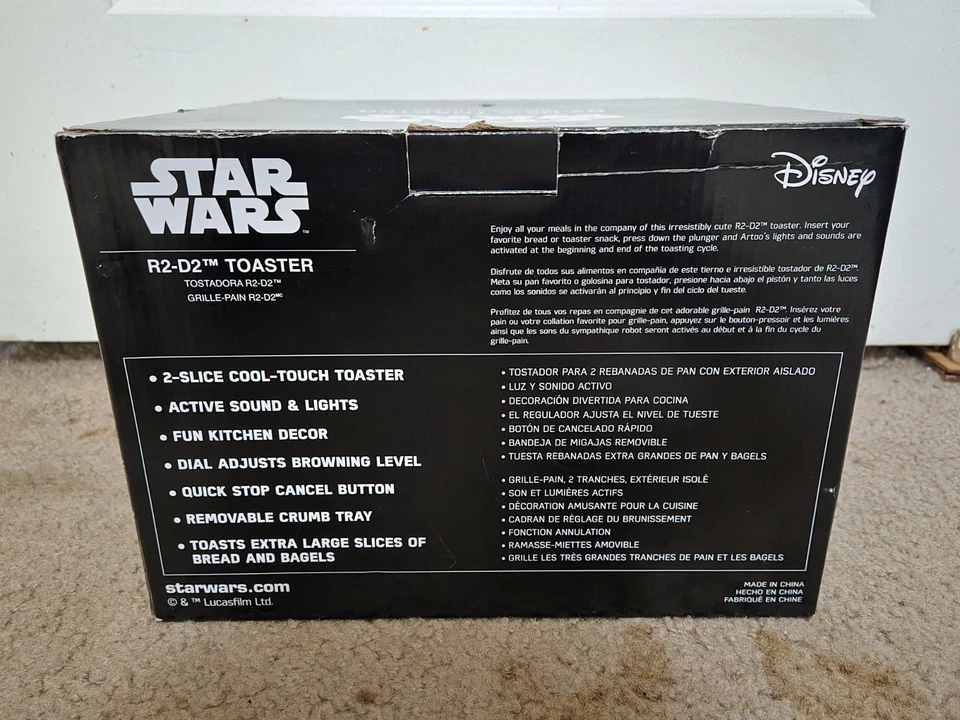 STAR
WARS™
Disney
R2-D2™ TOASTER
TOSTADORA R2-D2™
GRILLE-PAIN R2-D2ᴹᶜ
Enjoy all your meals in the company of this irresistibly cute R2-D2™ toaster. Insert your
favorite bread or toaster snack, press down the plunger and Artoo's lights and sounds are
activated at the beginning and end of the toasting cycle.
Disfrute de todos sus alimentos en compañia de este tierno e irresistible tostador de R2-D2™.
Meta su pan favorito o golosina para tostador, presione hacia abajo el pistón y tanto las luces
como los sonidos se activarán al principio y fin del ciclo del tueste.
Profitez de tous vos repas en compagnie de cet adorable grille-pain R2-D2™. Insérez votre
pain ou votre collation favorite pour grille-pain, appuyez sur le bouton-pressoir et les lumières
ainsi que les sons du sympathique robot seront activés au début et à la fin du cycle du
grille-pain.
• 2-SLICE COOL-TOUCH TOASTER
• ACTIVE SOUND & LIGHTS
• FUN KITCHEN DECOR
• DIAL ADJUSTS BROWNING LEVEL
• QUICK STOP CANCEL BUTTON
• REMOVABLE CRUMB TRAY
• TOASTS EXTRA LARGE SLICES OF
BREAD AND BAGELS
• TOSTADOR PARA 2 REBANADAS DE PAN CON EXTERIOR AISLADO
• LUZ Y SONIDO ACTIVO
• DECORACIÓN DIVERTIDA PARA COCINA
• EL REGULADOR AJUSTA EL NIVEL DE TUESTE
• BOTÓN DE CANCELADO RÁPIDO
• BANDEJA DE MIGAJAS REMOVIBLE
• TUESTA REBANADAS EXTRA GRANDES DE PAN Y BAGELS
• GRILLE-PAIN, 2 TRANCHES, EXTÉRIEUR ISOLÉ
• SON ET LUMIÈRES ACTIFS
• DÉCORATION AMUSANTE POUR LA CUISINE
• CADRAN DE RÉGLAGE DU BRUNISSEMENT
• FONCTION ANNULATION
• RAMASSE-MIETTES AMOVIBLE
• GRILLE LES TRÈS GRANDES TRANCHES DE PAIN ET LES BAGELS
starwars.com
© & ™ Lucasfilm Ltd.
MADE IN CHINA
HECHO EN CHINA
FABRIQUÉ EN CHINE